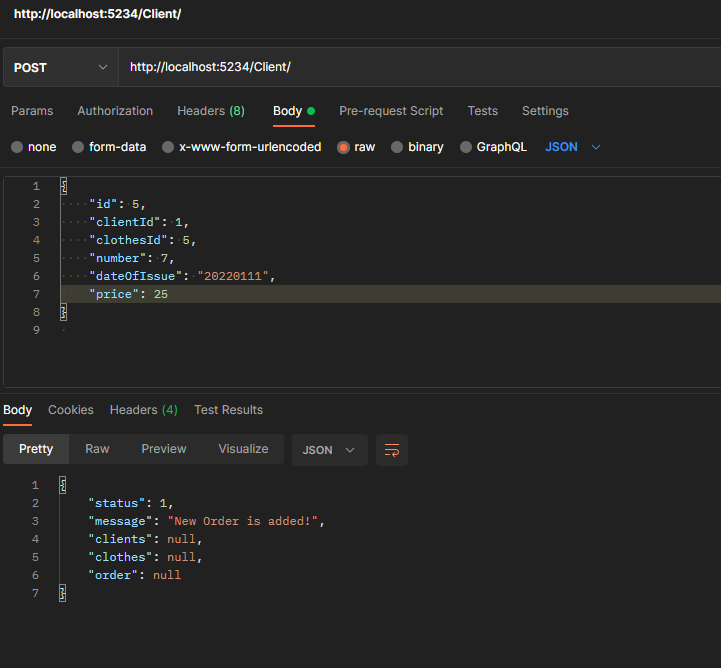 http://localhost:5234/Client/
POST http://localhost:5234/Client/
Params Authorization Headers (8) Body Pre-request Script Tests Settings
none form-data x-www-form-urlencoded raw binary GraphQL JSON
1 {
2 "id": 5,
3 "clientId": 1,
4 "clothesId": 5,
5 "number": 7,
6 "dateOfIssue": "20220111",
7 "price": 25
8 }
9
Body Cookies Headers (4) Test Results
Pretty Raw Preview Visualize JSON
1 {
2 "status": 1,
3 "message": "New Order is added!",
4 "clients": null,
5 "clothes": null,
6 "order": null
7 }